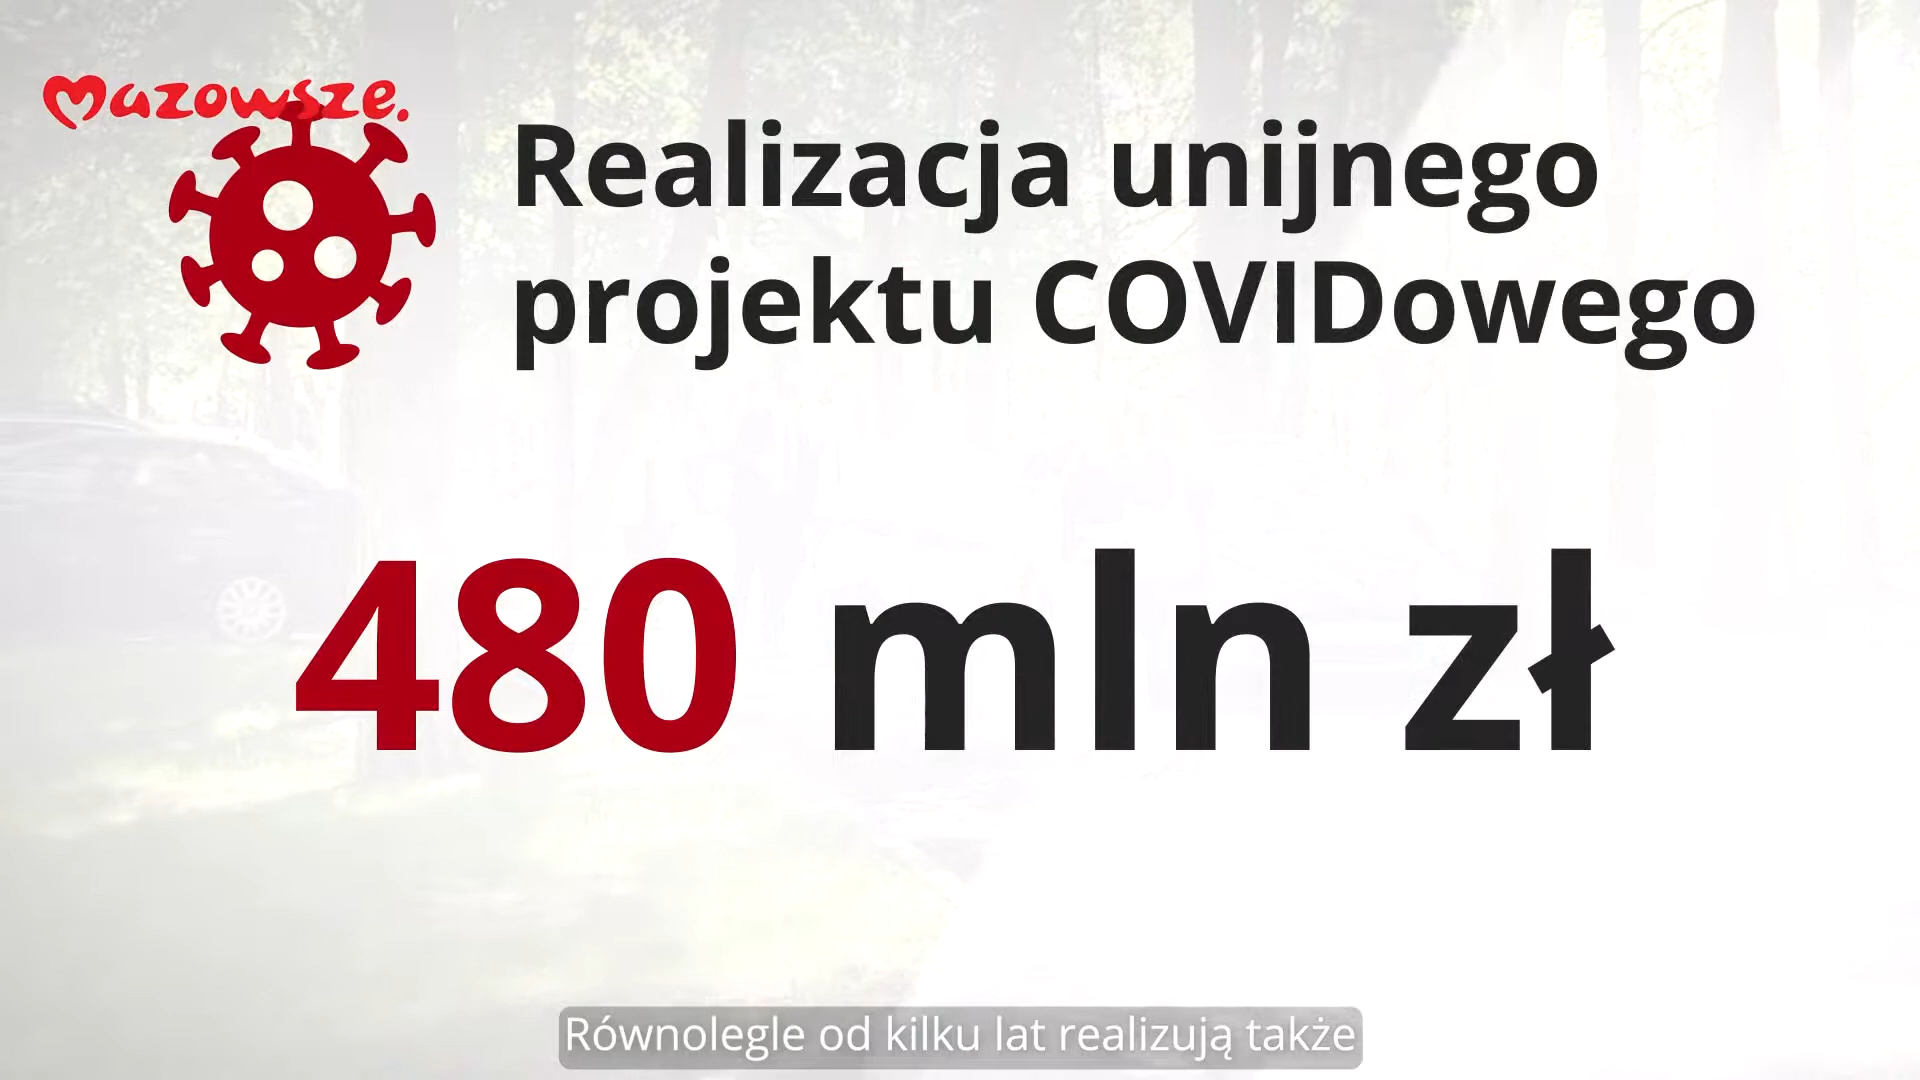 Mazowsze.
Realizacja unijnego
projektu COVIDowego
480 mln zł
Równolegle od kilku lat realizują także